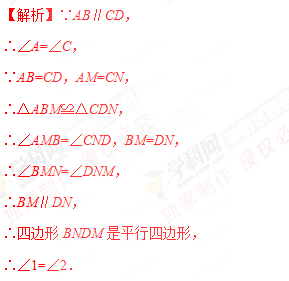 【解析】∵AB∥CD，
∴∠A=∠C，
∵AB=CD，AM=CN，
∴△ABM≌△CDN，
∴∠AMB=∠CND，BM=DN，
∴∠BMN=∠DNM，
∴BM∥DN，
∴四边形 BNDM 是平行四边形，
∴∠1=∠2．